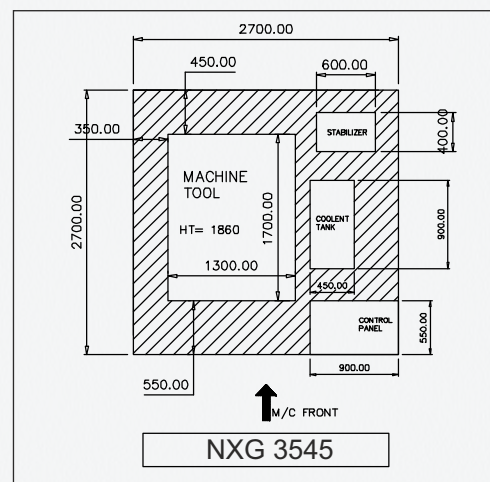 2700.00
450.00
600.00
350.00
STABILIZER
400.00
MACHINE
TOOL
2700.00
HT= 1860
1700.00
COOLENT
TANK
900.00
1300.00
450.00
CONTROL
PANEL
550.00
550.00
900.00
M/C FRONT
NXG 3545